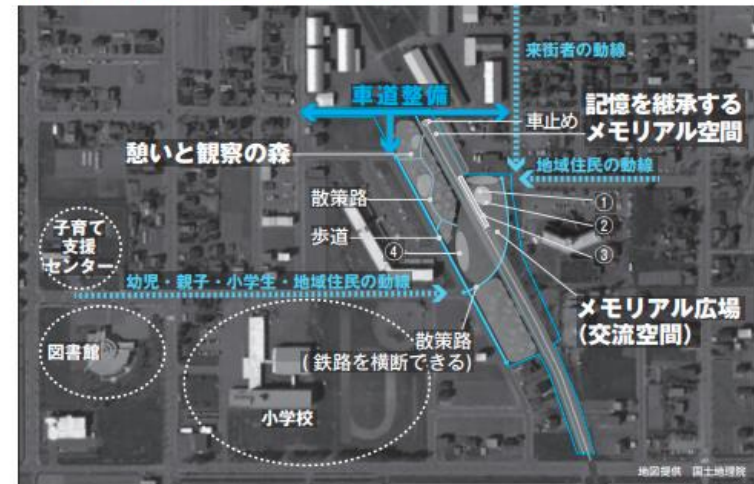 来街者の動線
車道整備
車止め
記憶を継承する
メモリアル空間
憩いと観察の森
地域住民の動線
散策路
①
②
子育て
支援
センター
歩道
④
③
幼児・親子・小学生・地域住民の動線
メモリアル広場
(交流空間)
図書館
散策路
(鉄路を横断できる)
小学校
地図提供 国土地理院